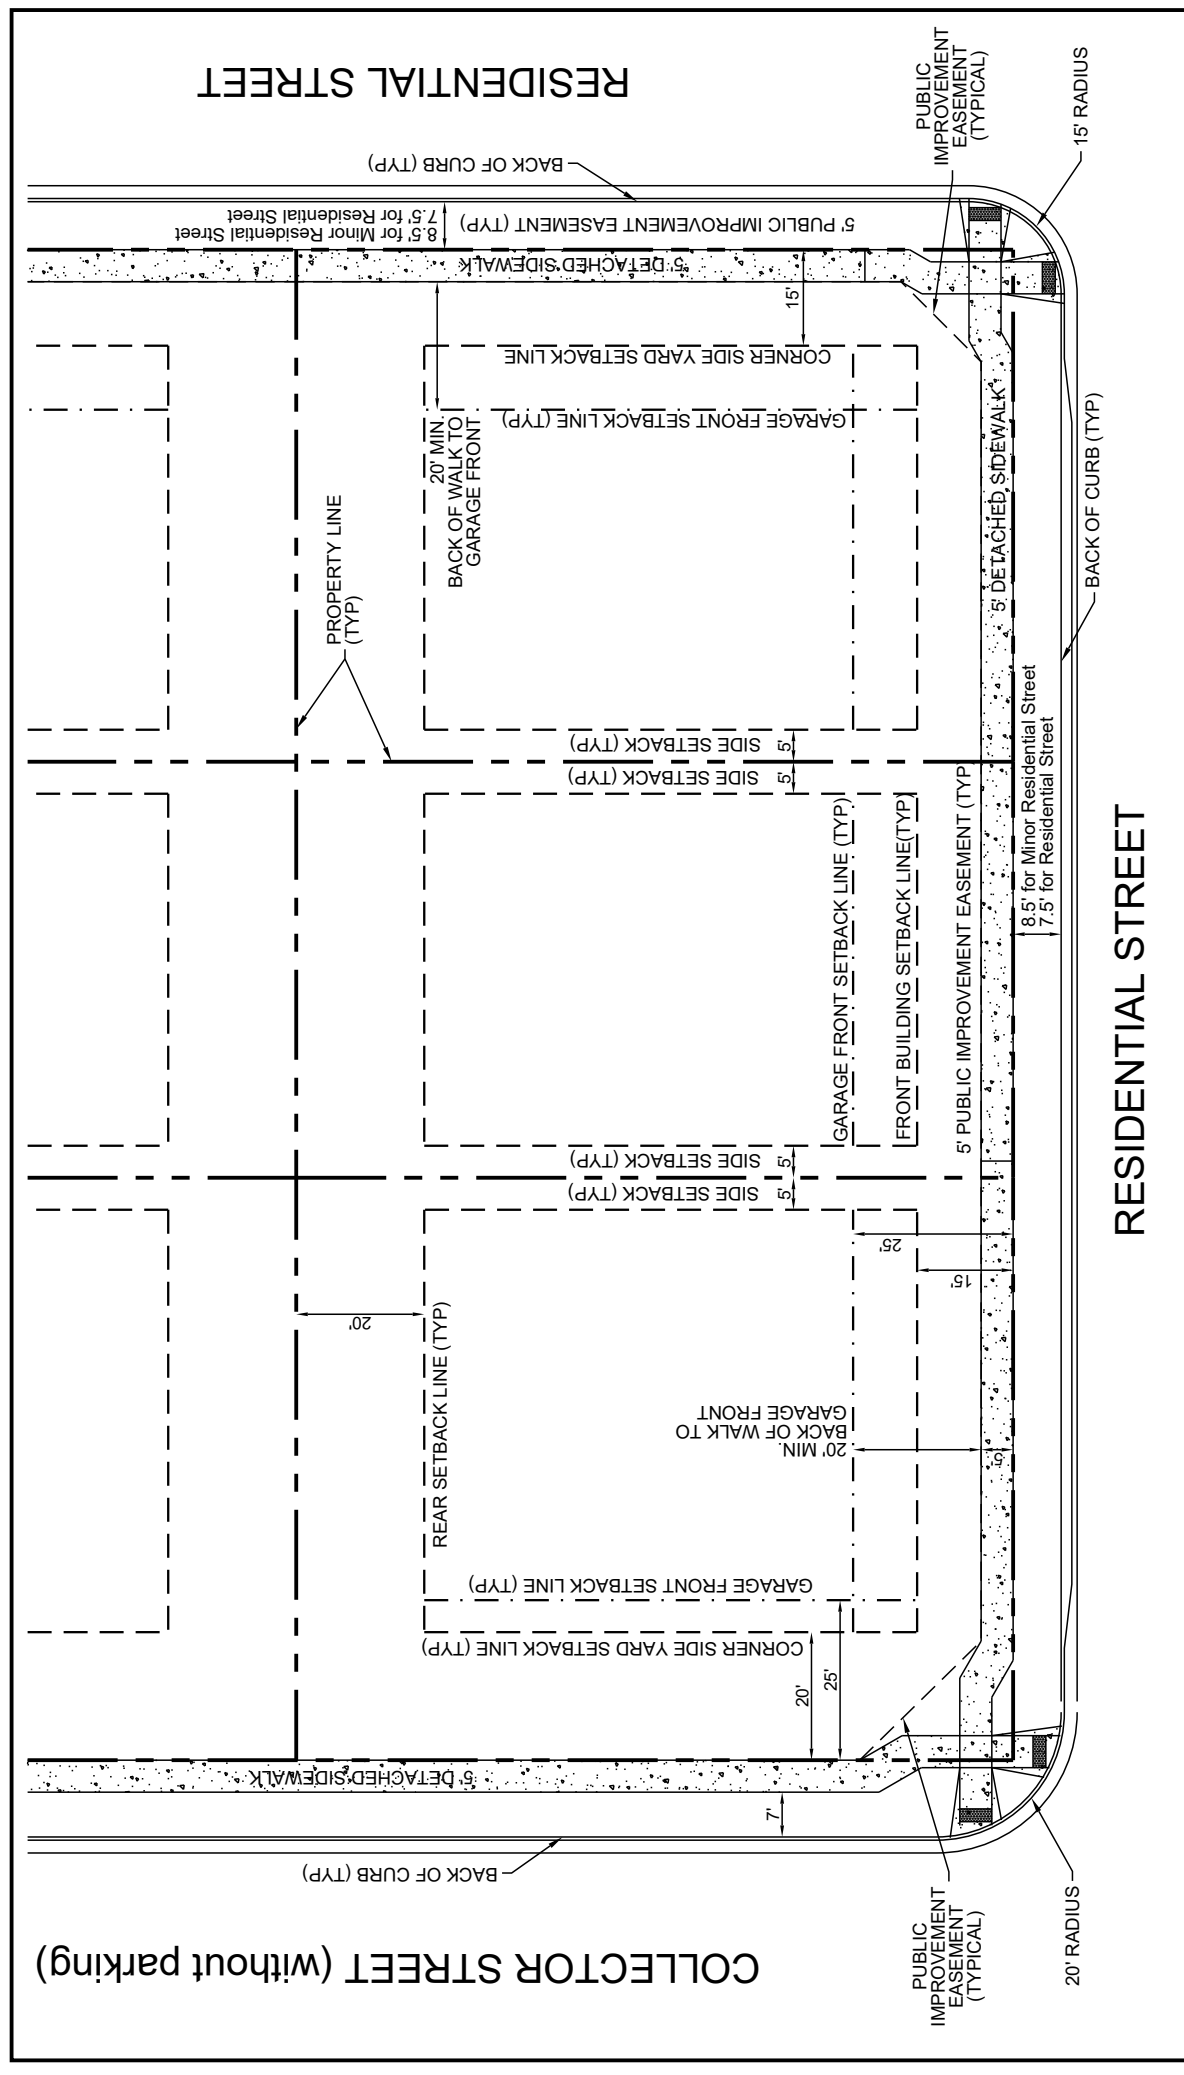 RESIDENTIAL STREET
BACK OF CURB (TYP)
PUBLIC
IMPROVEMENT
EASEMENT
(TYPICAL)
15' RADIUS
8.5' for Minor Residential Street
7.5' for Residential Street
5' PUBLIC IMPROVEMENT EASEMENT (TYP)
5' DETACHED SIDEWALK
15'
CORNER SIDE YARD SETBACK LINE
GARAGE FRONT SETBACK LINE (TYP)
20' MIN.
BACK OF WALK TO
GARAGE FRONT
5' DETACHED SIDEWALK
BACK OF CURB (TYP)
PROPERTY LINE
(TYP)
SIDE SETBACK (TYP)
5'
SIDE SETBACK (TYP)
5'
GARAGE FRONT SETBACK LINE (TYP)
FRONT BUILDING SETBACK LINE(TYP)
5' PUBLIC IMPROVEMENT EASEMENT (TYP)
8.5' for Minor Residential Street
7.5' for Residential Street
RESIDENTIAL STREET
SIDE SETBACK (TYP)
5'
SIDE SETBACK (TYP)
5'
25'
15'
20'
REAR SETBACK LINE (TYP)
20' MIN.
BACK OF WALK TO
GARAGE FRONT
5'
GARAGE FRONT SETBACK LINE (TYP)
CORNER SIDE YARD SETBACK LINE (TYP)
20'
25'
5' DETACHED SIDEWALK
7'
BACK OF CURB (TYP)
PUBLIC
IMPROVEMENT
EASEMENT
(TYPICAL)
20' RADIUS
COLLECTOR STREET (without parking)